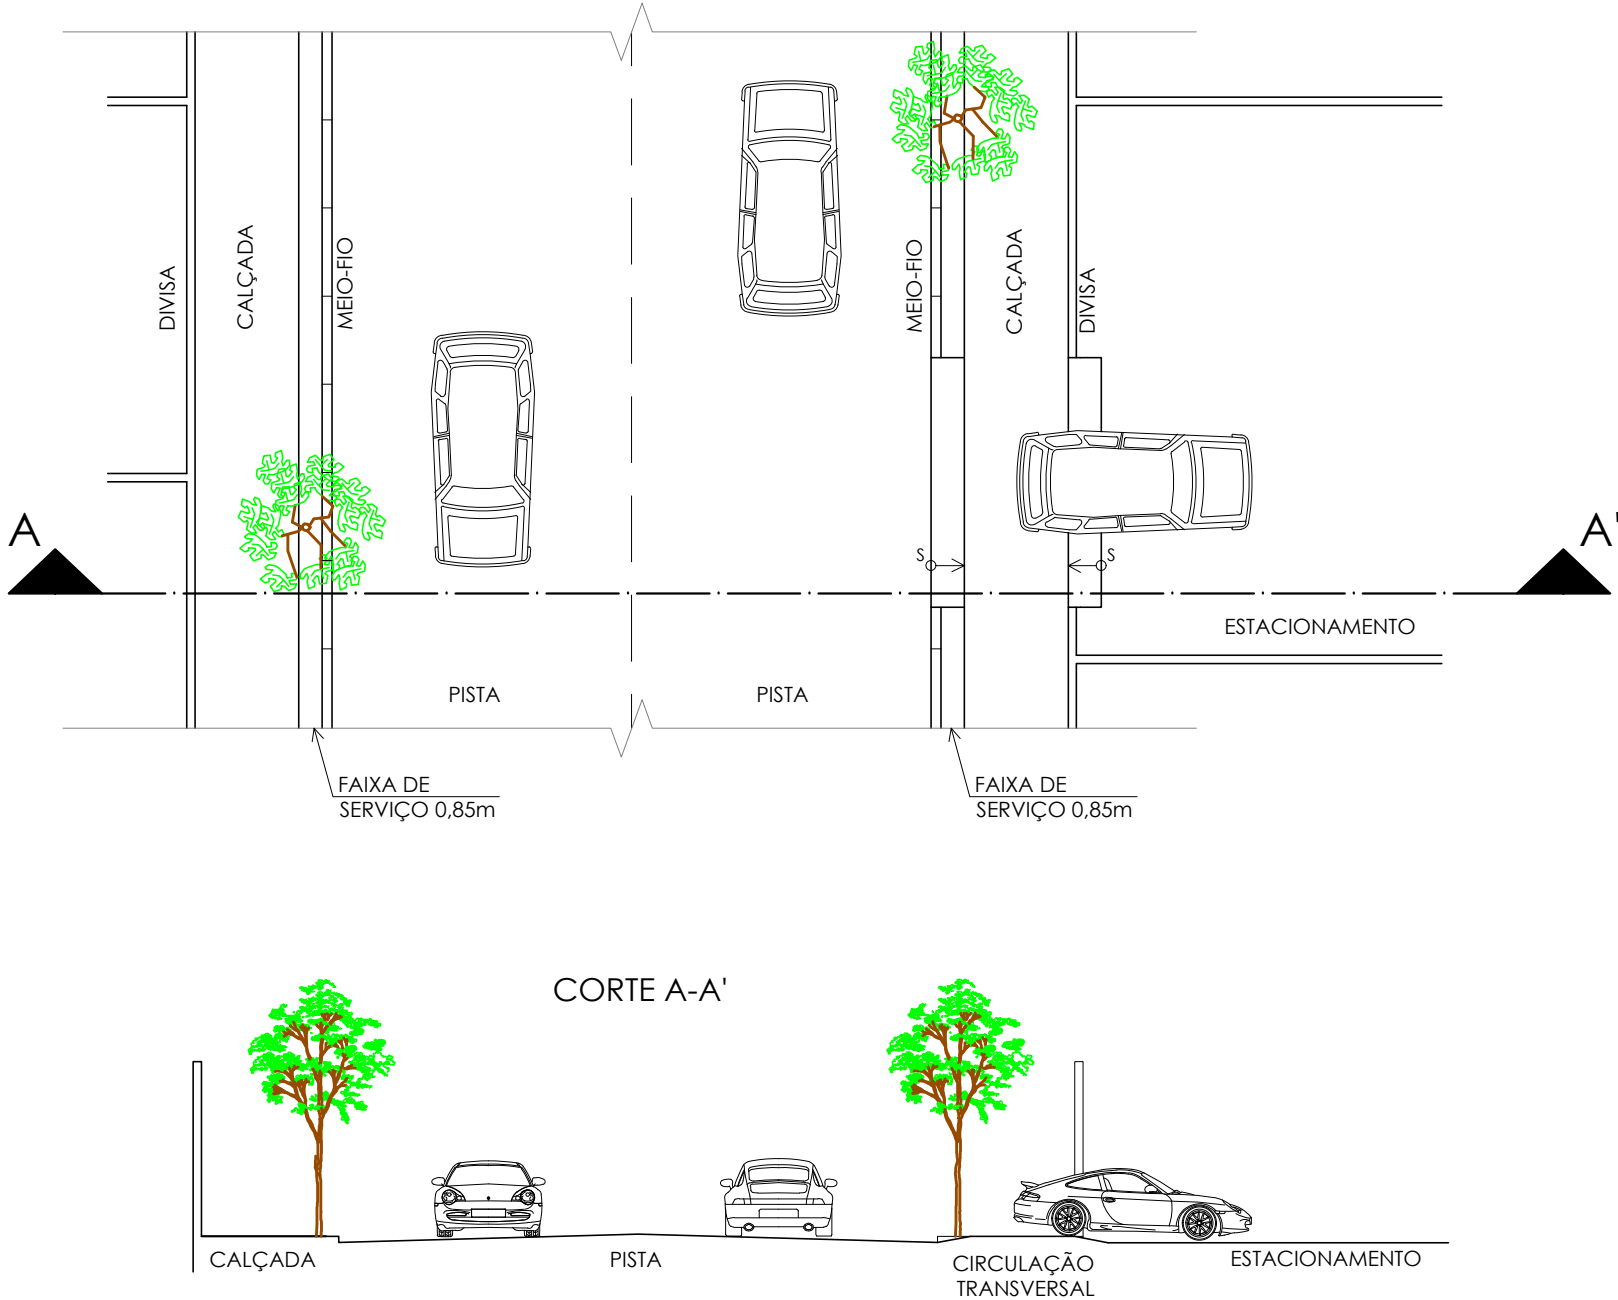 DIVISA
CALÇADA
MEIO-FIO
MEIO-FIO
CALÇADA
DIVISA
A
A'
S
S
ESTACIONAMENTO
PISTA
PISTA
FAIXA DE
SERVIÇO 0,85m
FAIXA DE
SERVIÇO 0,85m
CORTE A-A'
CALÇADA
PISTA
CIRCULAÇÃO
TRANSVERSAL
ESTACIONAMENTO